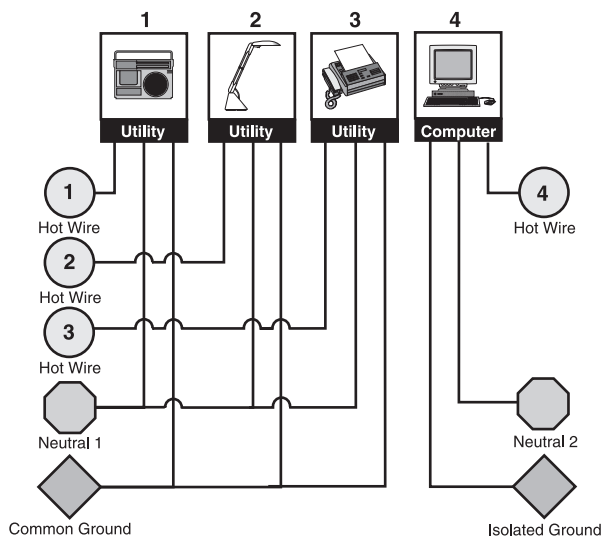 1 2 3 4
Utility Utility Utility Computer
1 4
Hot Wire Hot Wire
2
Hot Wire
3
Hot Wire
Neutral 1 Neutral 2
Common Ground Isolated Ground